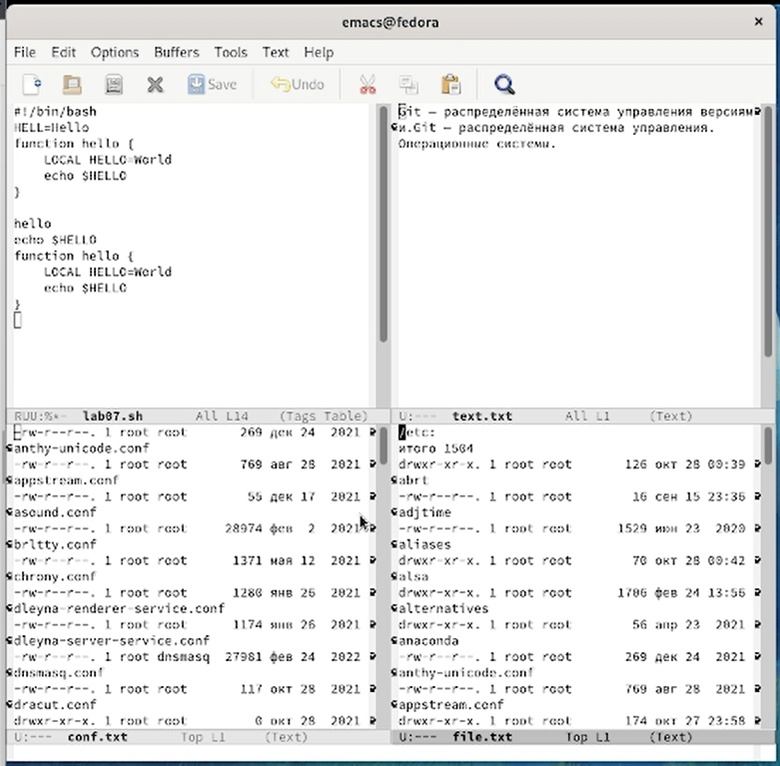 emacs@fedora
File Edit Options Buffers Tools Text Help
Save Undo
#!/bin/bash
HELL=Hello
function hello {
    LOCAL HELLO=World
    echo $HELLO
}
hello
echo $HELLO
function hello {
    LOCAL HELLO=World
    echo $HELLO
}
RUU:%*- lab07.sh All L14 (Tags Table)
Git — распределённая система управления версиям
и.Git — распределённая система управления.
Операционные системы.
U:--- text.txt All L1 (Text)
-rw-r--r--. 1 root root 269 дек 24 2021
anthy-unicode.conf
-rw-r--r--. 1 root root 769 авг 28 2021
appstream.conf
-rw-r--r--. 1 root root 55 дек 17 2021
asound.conf
-rw-r--r--. 1 root root 28974 фев 2 2021
brltty.conf
-rw-r--r--. 1 root root 1371 мая 12 2021
chrony.conf
-rw-r--r--. 1 root root 1280 янв 26 2021
dleyna-renderer-service.conf
-rw-r--r--. 1 root root 1174 янв 26 2021
dleyna-server-service.conf
-rw-r--r--. 1 root dnsmasq 27981 фев 24 2022
dnsmasq.conf
-rw-r--r--. 1 root root 117 окт 28 2021
dracut.conf
drwxr-xr-x. 1 root root 0 окт 28 2021
U:--- conf.txt Top L1 (Text)
/etc:
итого 1504
drwxr-xr-x. 1 root root 126 окт 28 00:39
abrt
-rw-r--r--. 1 root root 16 сен 15 23:36
adjtime
-rw-r--r--. 1 root root 1529 июн 23 2020
aliases
drwxr-xr-x. 1 root root 70 окт 28 00:42
alsa
drwxr-xr-x. 1 root root 1706 фев 24 13:56
alternatives
drwxr-xr-x. 1 root root 56 апр 23 2021
anaconda
-rw-r--r--. 1 root root 269 дек 24 2021
anthy-unicode.conf
-rw-r--r--. 1 root root 769 авг 28 2021
appstream.conf
drwxr-xr-x. 1 root root 174 окт 27 23:58
U:--- file.txt Top L1 (Text)